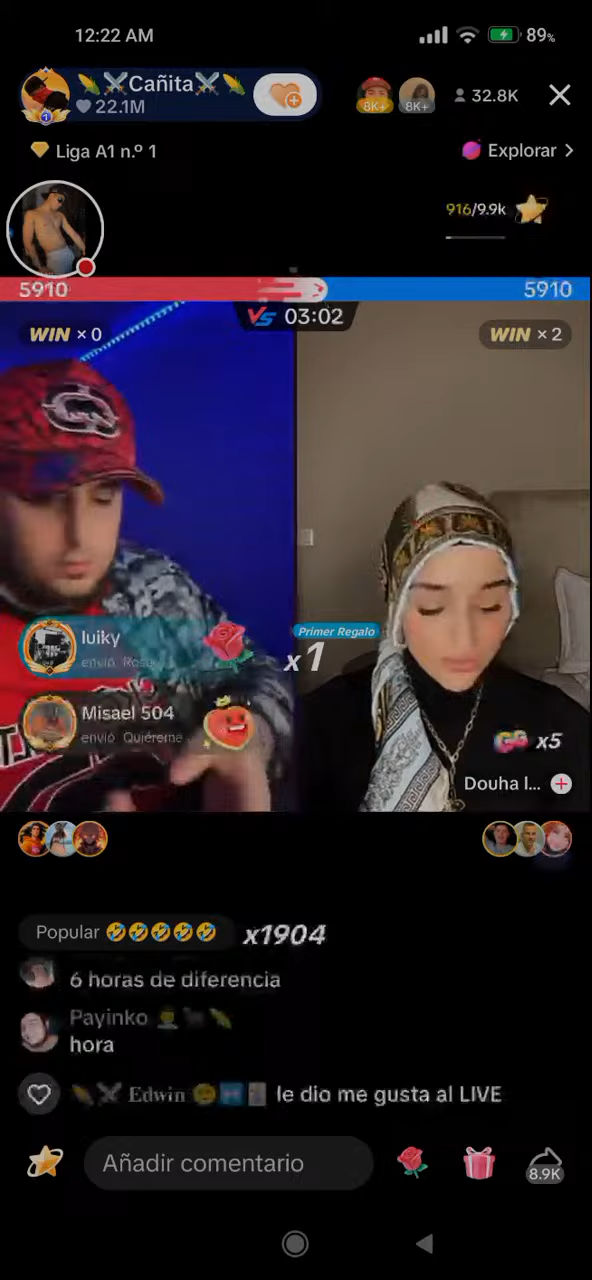 12:22 AM
89%
🌽⚔️Cañita⚔️🌽
22.1M
8K+
8K+
32.8K
Liga A1 n.º 1
Explorar
916/9.9k
5910
5910
WIN × 0
VS 03:02
WIN × 2
luiky
envió Rosa
Primer Regalo
x1
Misael 504
envió Quiéreme
GG x5
Douha l...
Popular 🤣🤣🤣🤣🤣 x1904
6 horas de diferencia
Payinko
hora
Edwin le dio me gusta al LIVE
Añadir comentario
8.9K